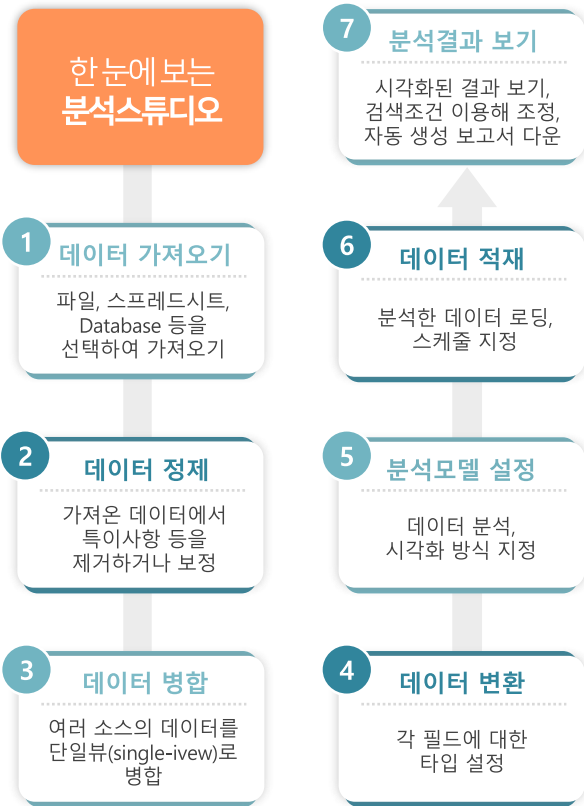 한 눈에 보는
분석스튜디오
1
데이터 가져오기
파일, 스프레드시트,
Database 등을
선택하여 가져오기
2
데이터 정제
가져온 데이터에서
특이사항 등을
제거하거나 보정
3
데이터 병합
여러 소스의 데이터를
단일뷰(single-ivew)로
병합
4
데이터 변환
각 필드에 대한
타입 설정
5
분석모델 설정
데이터 분석,
시각화 방식 지정
6
데이터 적재
분석한 데이터 로딩,
스케줄 지정
7
분석결과 보기
시각화된 결과 보기,
검색조건 이용해 조정,
자동 생성 보고서 다운